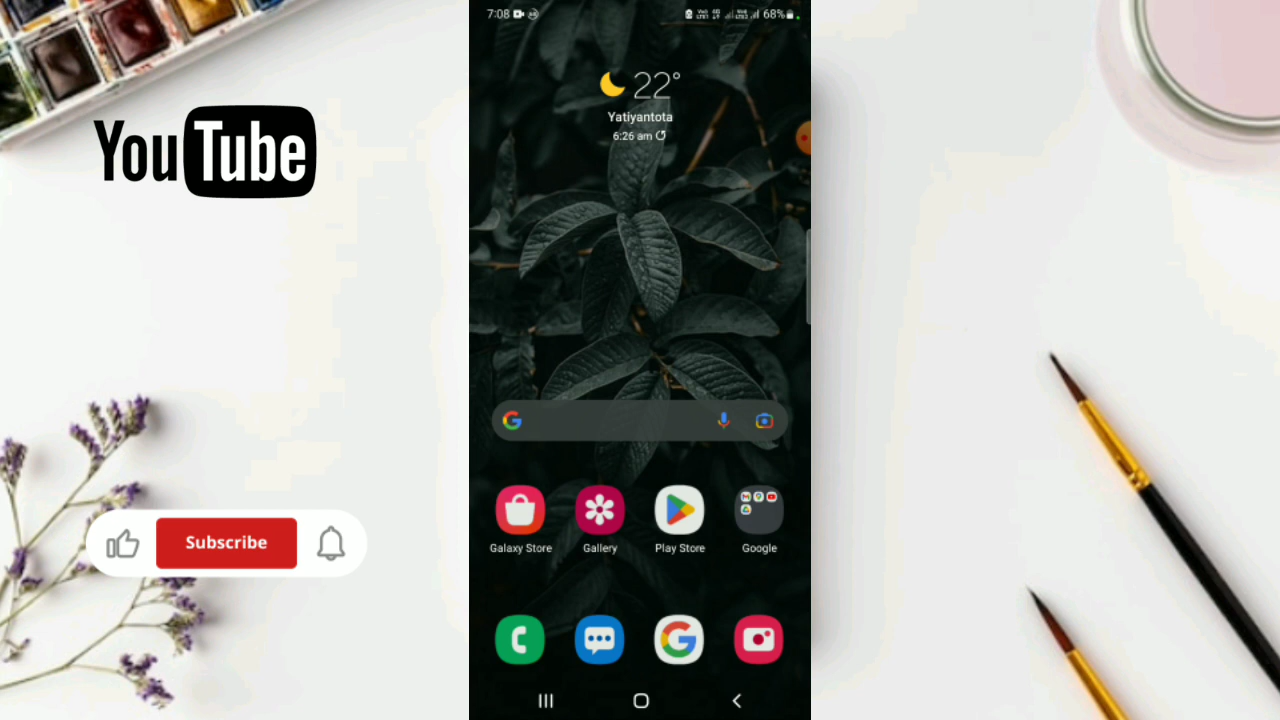 YouTube
Subscribe
7:08
68%
22°
Yatiyantota
6:26 am
Galaxy Store
Gallery
Play Store
Google